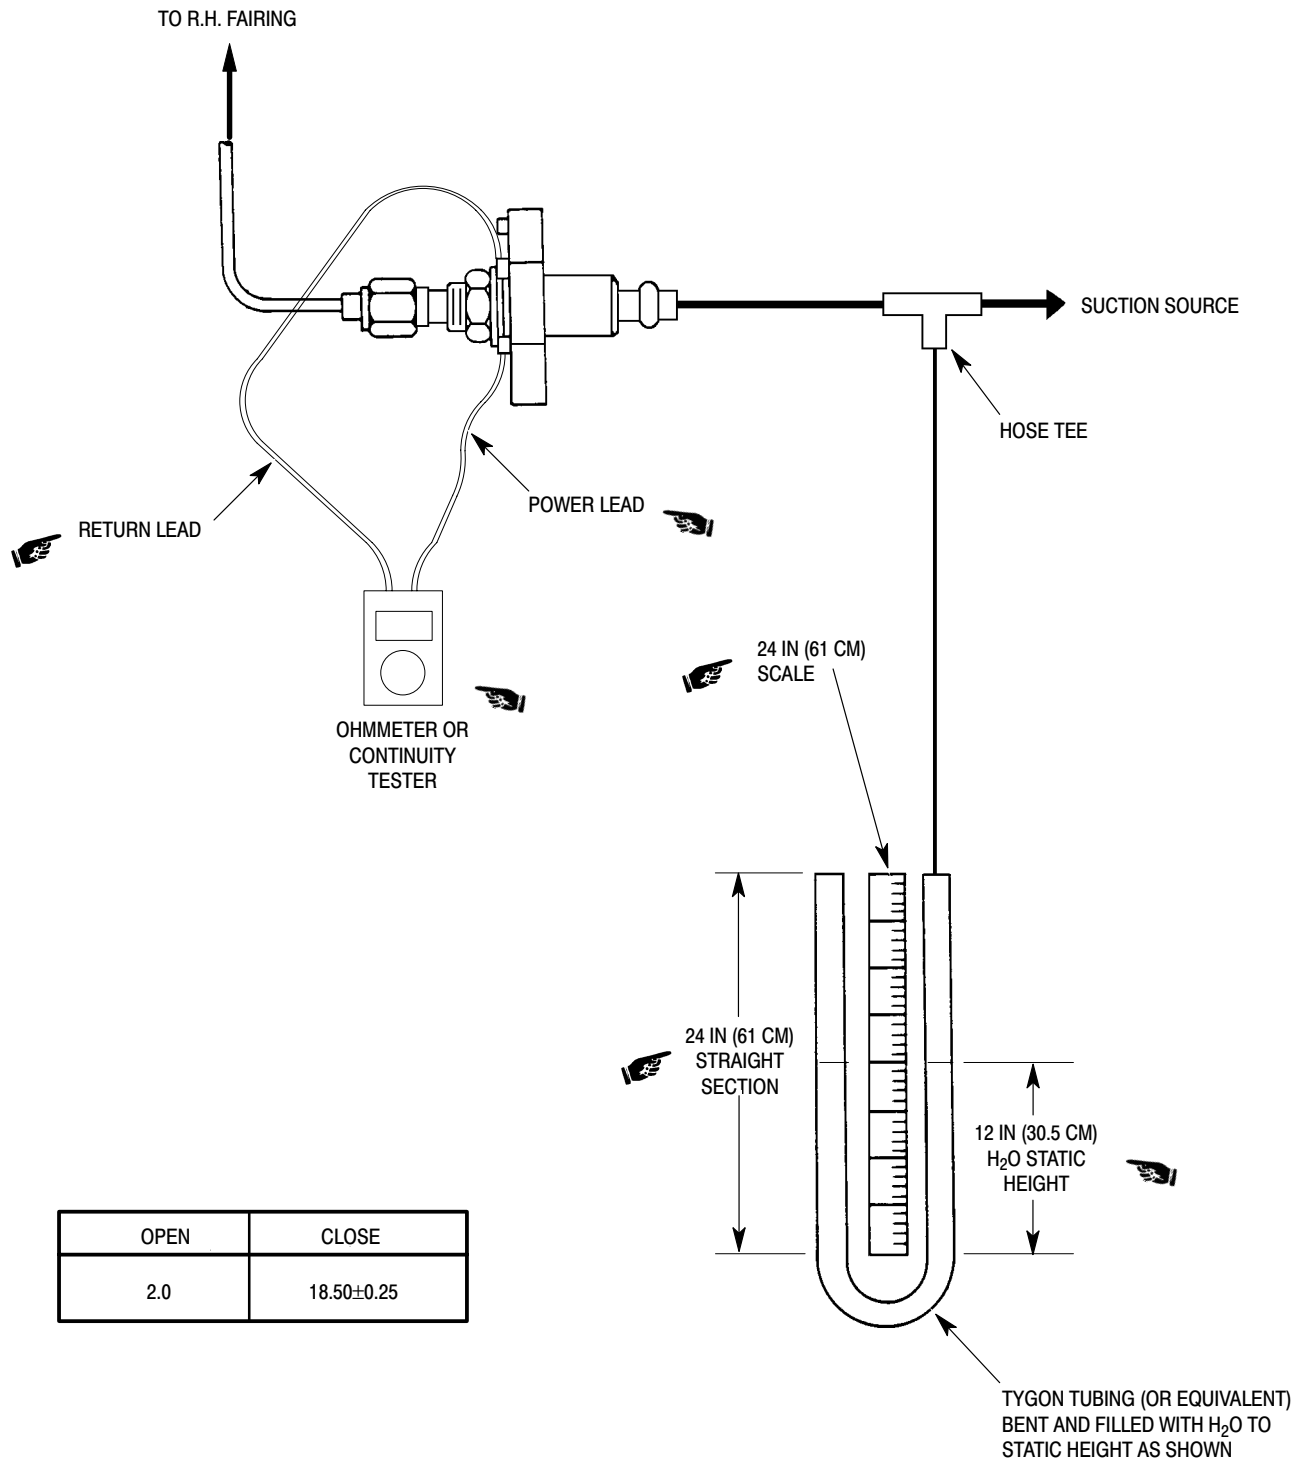 TO R.H. FAIRING
SUCTION SOURCE
HOSE TEE
POWER LEAD
RETURN LEAD
24 IN (61 CM)
SCALE
OHMMETER OR
CONTINUITY
TESTER
24 IN (61 CM)
STRAIGHT
SECTION
12 IN (30.5 CM)
H₂O STATIC
HEIGHT
OPEN CLOSE
2.0 18.50±0.25
TYGON TUBING (OR EQUIVALENT)
BENT AND FILLED WITH H₂O TO
STATIC HEIGHT AS SHOWN